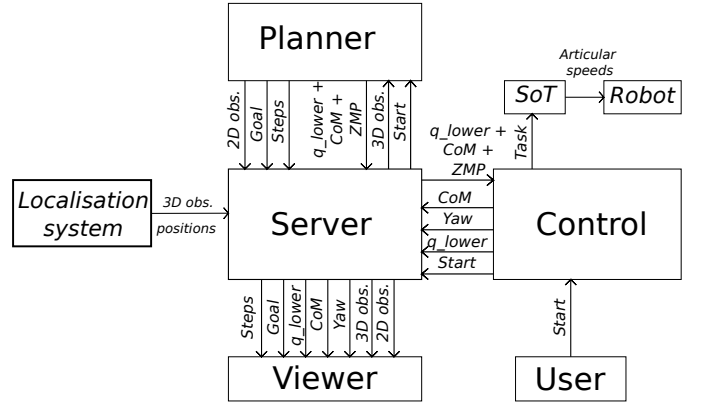 Planner
2D obs.
Goal
Steps
q_lower +
CoM +
ZMP
3D obs.
Start
Articular
speeds
SoT
Robot
q_lower +
CoM +
ZMP
Task
Localisation
system
3D obs.
positions
Server
CoM
Yaw
q_lower
Start
Control
Steps
Goal
q_lower
CoM
Yaw
3D obs.
2D obs.
Start
Viewer
User